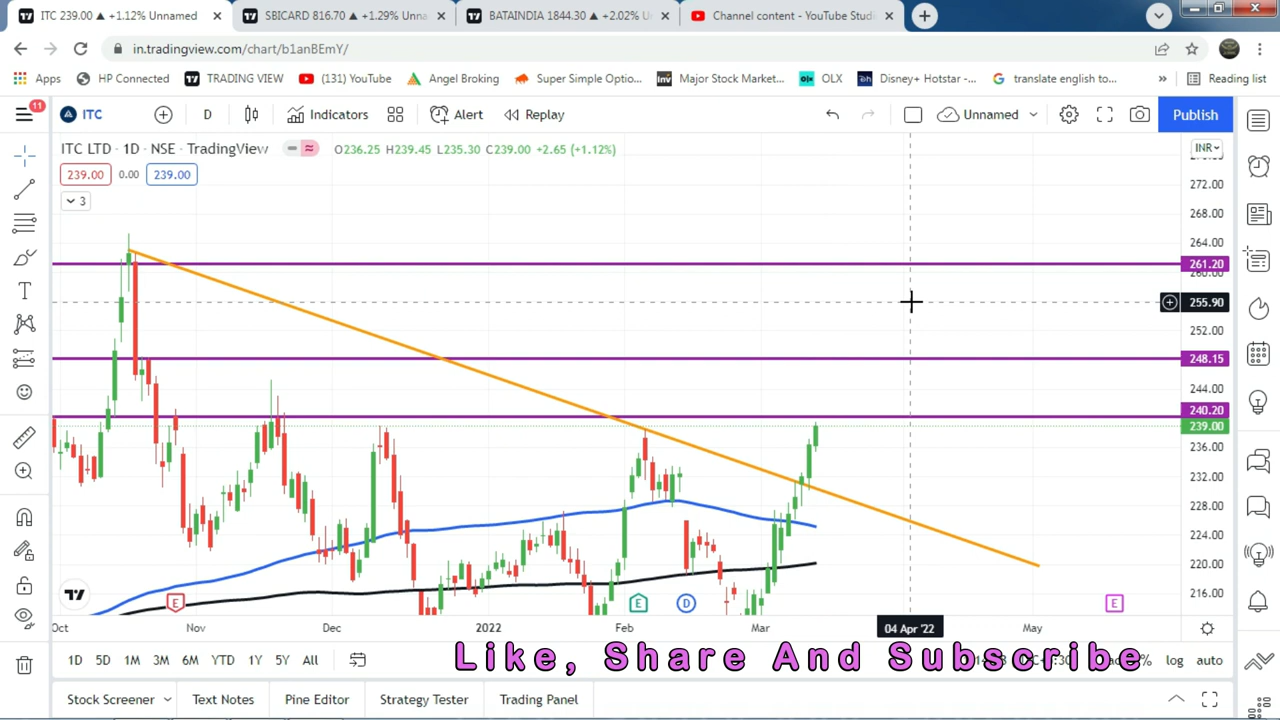 ITC 239.00 ▲ +1.12% Unnamed
SBICARD 816.70 ▲ +1.29% Unna
BATAINDIA 1844.30 ▲ +2.02% U
Channel content - YouTube Studi
in.tradingview.com/chart/b1anBEmY/
Apps HP Connected TRADING VIEW (131) YouTube Angel Broking Super Simple Optio... Major Stock Market... OLX Disney+ Hotstar -... translate english to... » Reading list
11 ITC D Indicators Alert Replay Unnamed Publish
ITC LTD · 1D · NSE · TradingView O236.25 H239.45 L235.30 C239.00 +2.65 (+1.12%)
INR
239.00 0.00 239.00
3
272.00
268.00
264.00
261.20
260.00
255.90
252.00
248.15
244.00
240.20
239.00
236.00
232.00
228.00
224.00
220.00
216.00
E E D E
Oct Nov Dec 2022 Feb Mar 04 Apr '22 May
1D 5D 1M 3M 6M YTD 1Y 5Y All % log auto
Like, Share And Subscribe
Stock Screener Text Notes Pine Editor Strategy Tester Trading Panel